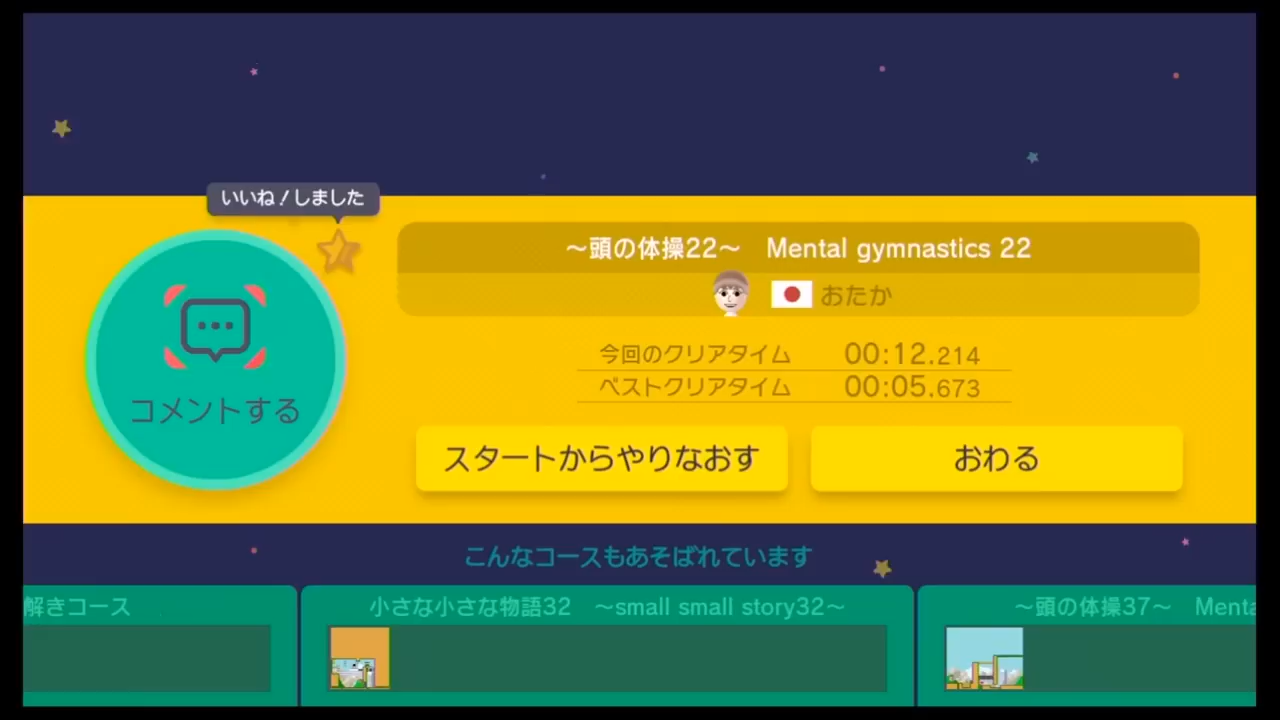 いいね!しました
～頭の体操22～ Mental gymnastics 22
おたか
今回のクリアタイム 00:12.214
ベストクリアタイム 00:05.673
コメントする
スタートからやりなおす
おわる
こんなコースもあそばれています
解きコース
小さな小さな物語32 ～small small story32～
～頭の体操37～ Menta